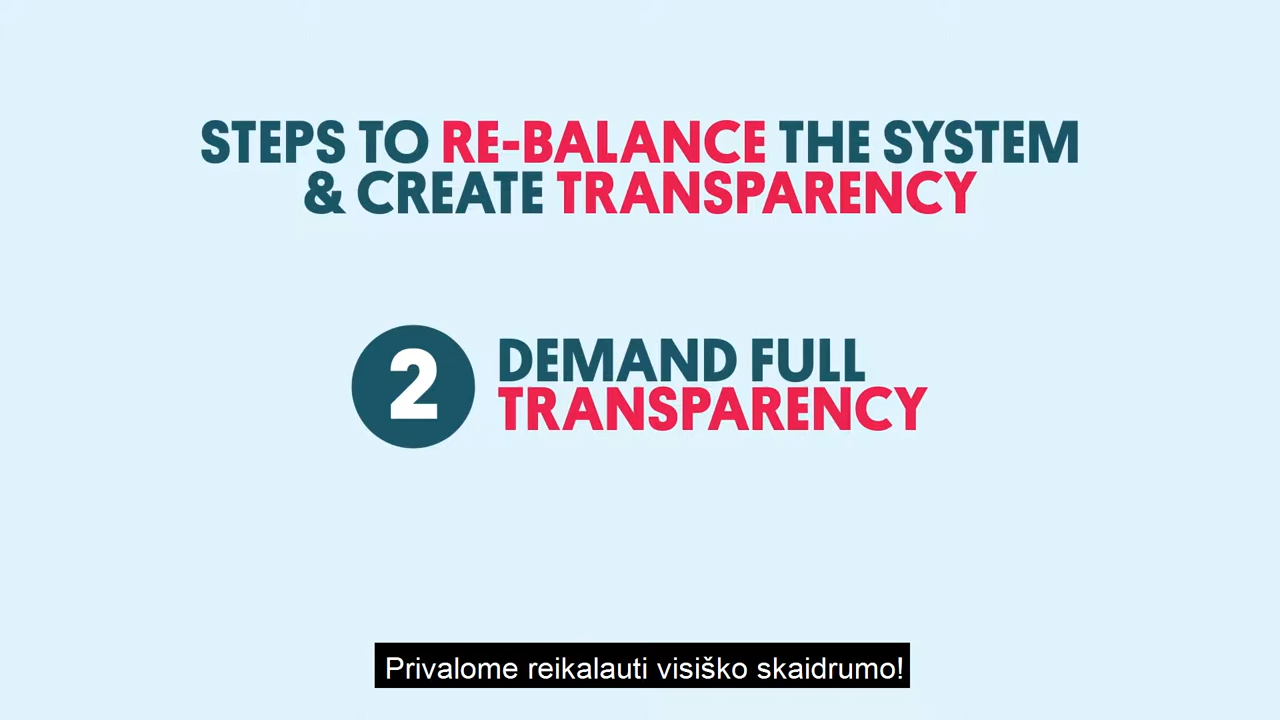 STEPS TO RE-BALANCE THE SYSTEM
& CREATE TRANSPARENCY
2
DEMAND FULL
TRANSPARENCY
Privalome reikalauti visiško skaidrumo!